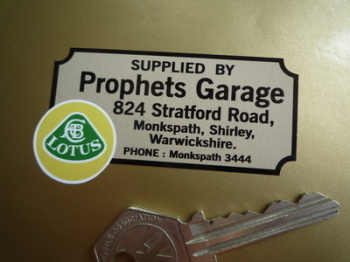 SUPPLIED BY
Prophets Garage
824 Stratford Road,
Monkspath, Shirley,
Warwickshire.
PHONE : Monkspath 3444
LOTUS